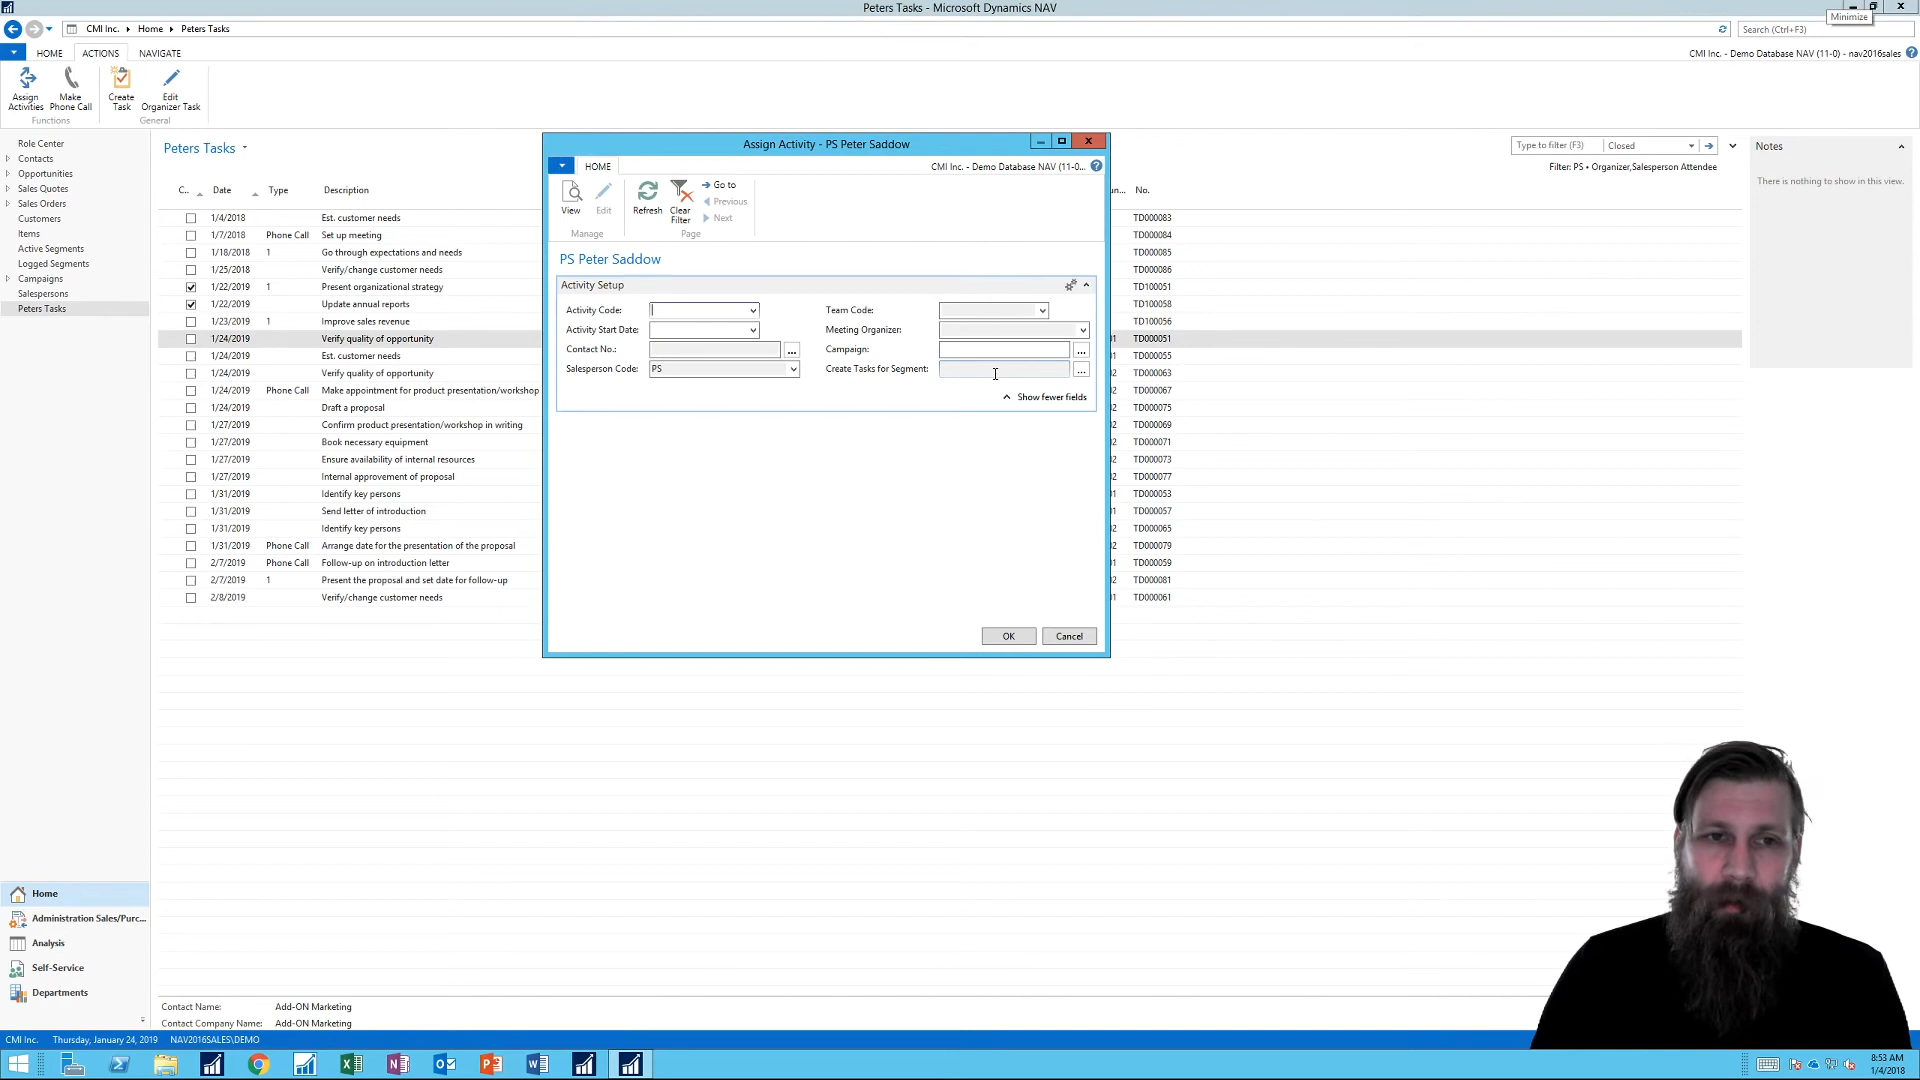 Peters Tasks - Microsoft Dynamics NAV
Minimize
CMI Inc. Home Peters Tasks
Search (Ctrl+F3)
HOME ACTIONS NAVIGATE
CMI Inc. - Demo Database NAV (11-0) - nav2016sales
Assign Activities
Make Phone Call
Create Task
Edit Organizer Task
Functions
General
Role Center
Contacts
Opportunities
Sales Quotes
Sales Orders
Customers
Items
Active Segments
Logged Segments
Campaigns
Salespersons
Peters Tasks
Peters Tasks
Type to filter (F3) Closed
Filter: PS • Organizer,Salesperson Attendee
Notes
There is nothing to show in this view.
C.. Date Type Description No.
1/4/2018 Est. customer needs TD000083
1/7/2018 Phone Call Set up meeting TD000084
1/18/2018 1 Go through expectations and needs TD000085
1/25/2018 Verify/change customer needs TD000086
1/22/2019 1 Present organizational strategy TD100051
1/22/2019 Update annual reports TD100058
1/23/2019 1 Improve sales revenue TD100056
1/24/2019 Verify quality of opportunity TD000051
1/24/2019 Est. customer needs TD000055
1/24/2019 Verify quality of opportunity TD000063
1/24/2019 Phone Call Make appointment for product presentation/workshop TD000067
1/24/2019 Draft a proposal TD000075
1/27/2019 Confirm product presentation/workshop in writing TD000069
1/27/2019 Book necessary equipment TD000071
1/27/2019 Ensure availability of internal resources TD000073
1/27/2019 Internal approvement of proposal TD000077
1/31/2019 Identify key persons TD000053
1/31/2019 Send letter of introduction TD000057
1/31/2019 Identify key persons TD000065
1/31/2019 Phone Call Arrange date for the presentation of the proposal TD000079
2/7/2019 Phone Call Follow-up on introduction letter TD000059
2/7/2019 1 Present the proposal and set date for follow-up TD000081
2/8/2019 Verify/change customer needs TD000061
Assign Activity - PS Peter Saddow
HOME
CMI Inc. - Demo Database NAV (11-0...
View Edit Refresh Clear Filter
Go to
Previous
Next
Manage Page
PS Peter Saddow
Activity Setup
Activity Code: Team Code:
Activity Start Date: Meeting Organizer:
Contact No.: ... Campaign: ...
Salesperson Code: PS Create Tasks for Segment: ...
Show fewer fields
OK Cancel
Home
Administration Sales/Purc...
Analysis
Self-Service
Departments
Contact Name: Add-ON Marketing
Contact Company Name: Add-ON Marketing
CMI Inc. Thursday, January 24, 2019 NAV2016SALES\DEMO
8:53 AM
1/4/2018